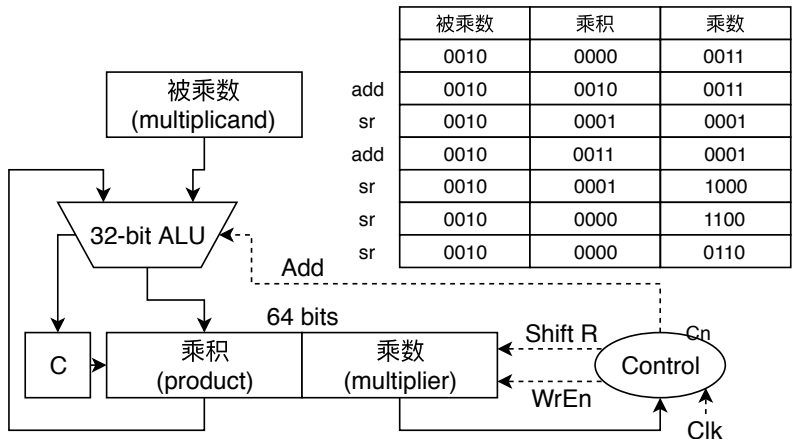 被乘数 乘积 乘数
0010 0000 0011
add 0010 0010 0011
sr 0010 0001 0001
add 0010 0011 0001
sr 0010 0001 1000
sr 0010 0000 1100
sr 0010 0000 0110
被乘数
(multiplicand)
32-bit ALU
Add
64 bits
C
乘积
(product)
乘数
(multiplier)
Shift R
WrEn
Cn
Control
Clk